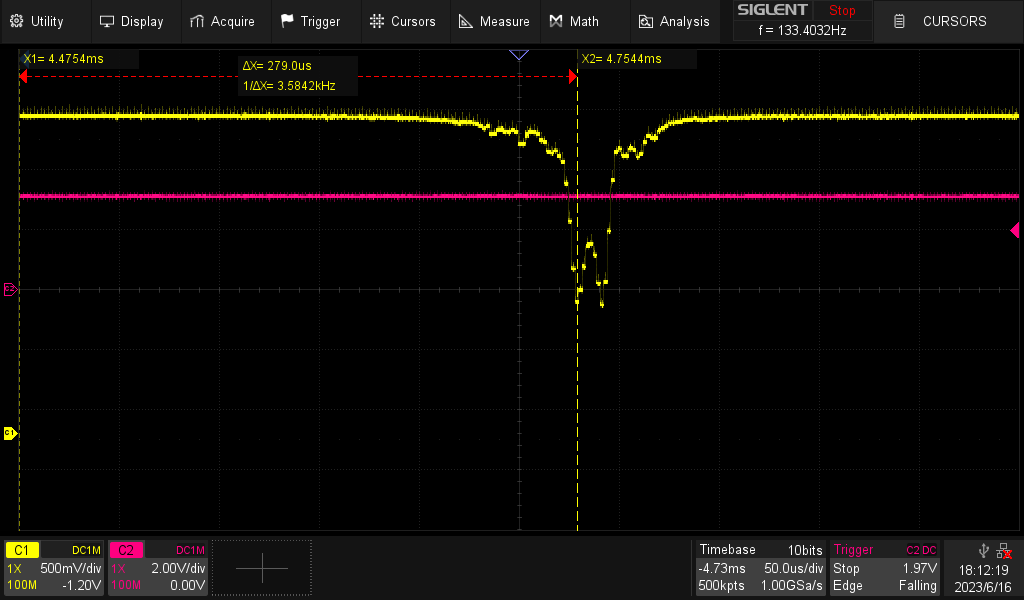 Utility
Display
Acquire
Trigger
Cursors
Measure
Math
Analysis
SIGLENT
Stop
f = 133.4032Hz
CURSORS
X1= 4.4754ms
ΔX= 279.0us
1/ΔX= 3.5842kHz
X2= 4.7544ms
C2
C1
C1
DC1M
1X
500mV/div
100M
-1.20V
C2
DC1M
1X
2.00V/div
100M
0.00V
Timebase
10bits
-4.73ms
50.0us/div
500kpts
1.00GSa/s
Trigger
C2 DC
Stop
1.97V
Edge
Falling
18:12:19
2023/6/16